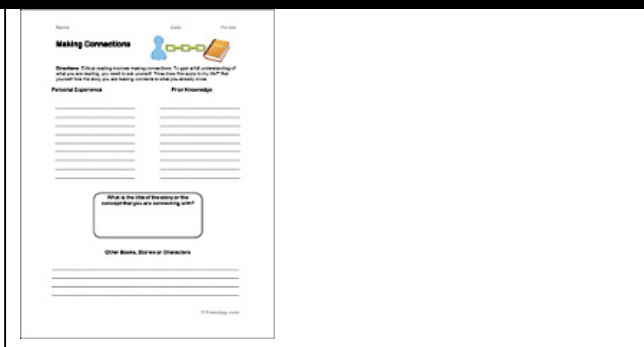 Name Date Period
Making Connections
Directions: Critical reading involves making connections. To gain a full understanding of
what you are reading, you need to ask yourself "How does this apply to my life?" Ask
yourself how the story you are reading connects to what you already know.
Personal Experience Prior Knowledge
What is the title of the story or the
concept that you are connecting with?
Other Books, Stories or Characters
© Freeology.com